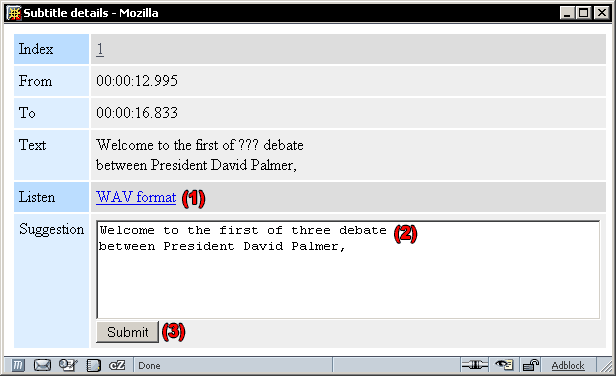 Subtitle details - Mozilla
Index 1
From 00:00:12.995
To 00:00:16.833
Text Welcome to the first of ??? debate
between President David Palmer,
Listen WAV format (1)
Suggestion Welcome to the first of three debate (2)
between President David Palmer,
Submit (3)
Done Adblock